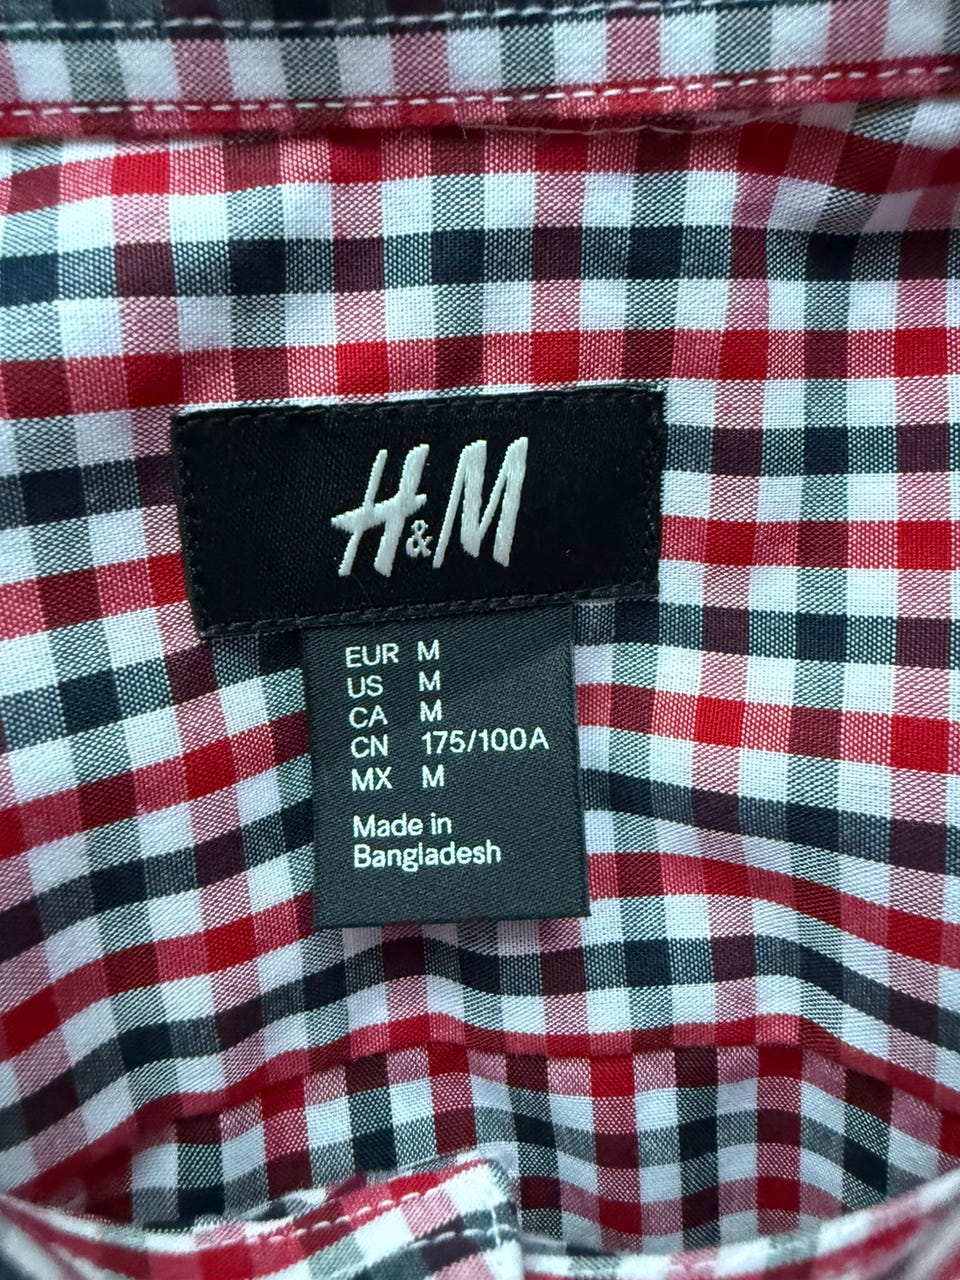 H&M
EUR M
US M
CA M
CN 175/100A
MX M
Made in
Bangladesh